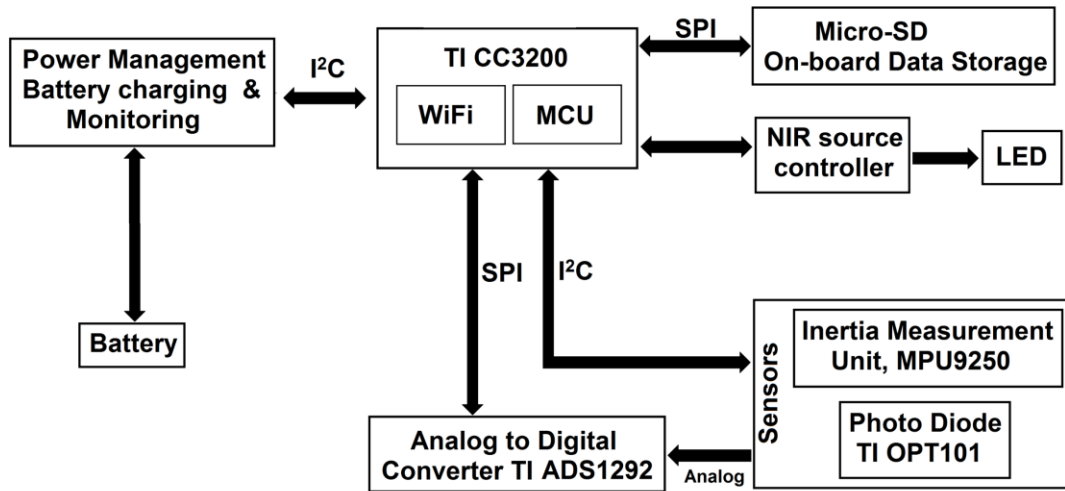 Power Management
Battery charging &
Monitoring
I²C
TI CC3200
WiFi
MCU
SPI
Micro-SD
On-board Data Storage
NIR source
controller
LED
SPI
I²C
Battery
Analog to Digital
Converter TI ADS1292
Analog
Sensors
Inertia Measurement
Unit, MPU9250
Photo Diode
TI OPT101